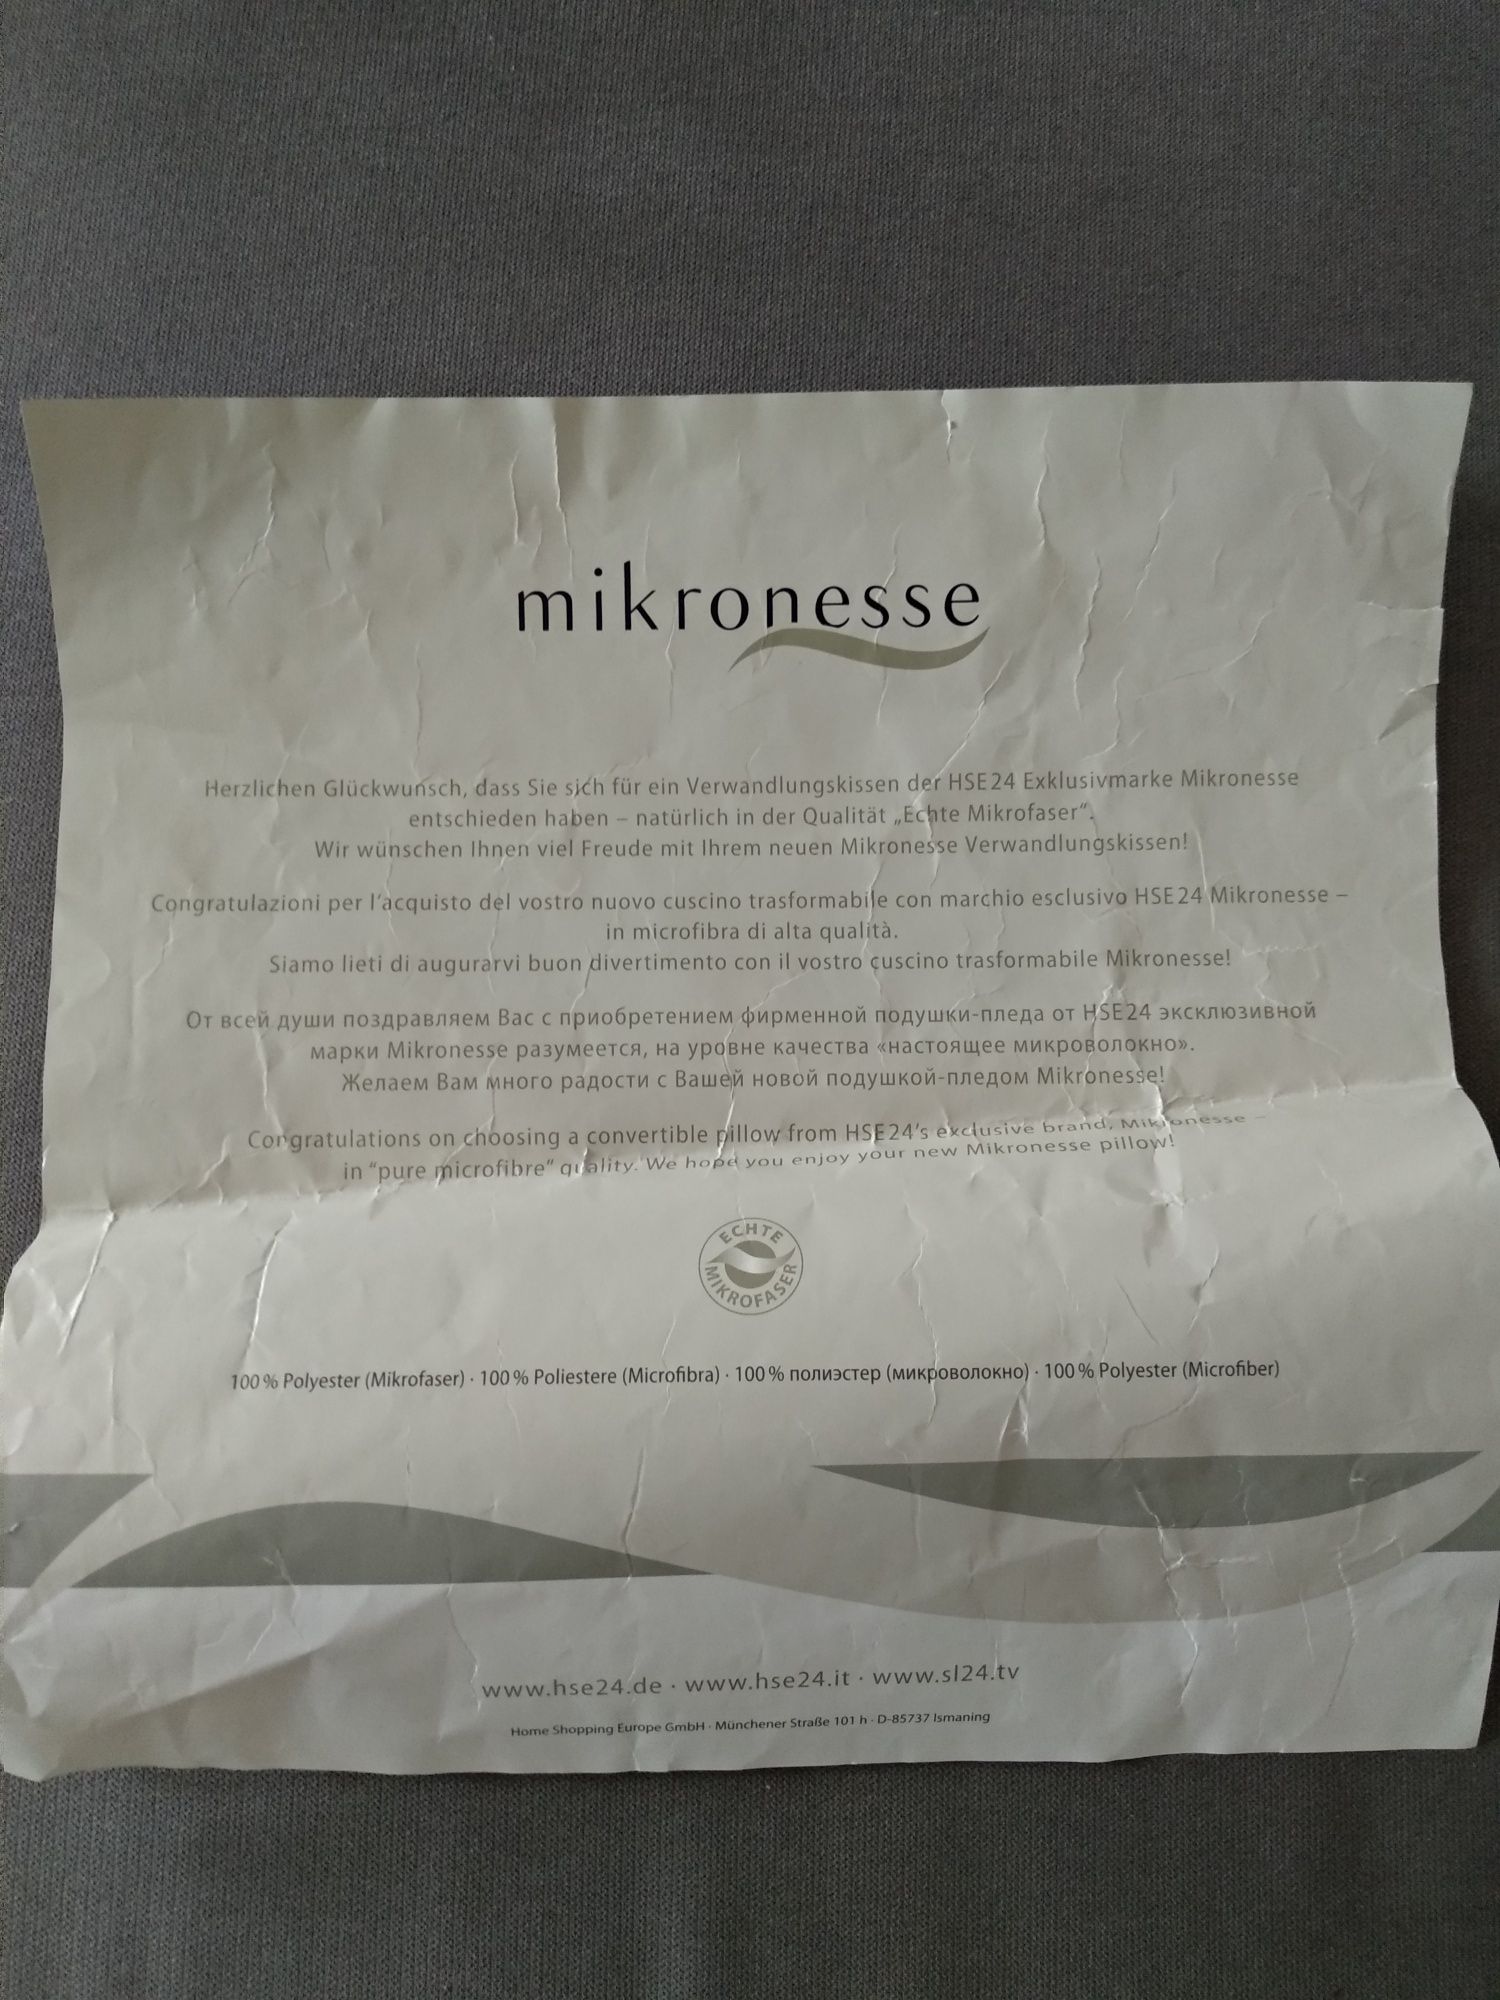 mikronesse
Herzlichen Glückwunsch, dass Sie sich für ein Verwandlungskissen der HSE24 Exklusivmarke Mikronesse
entschieden haben – natürlich in der Qualität „Echte Mikrofaser“.
Wir wünschen Ihnen viel Freude mit Ihrem neuen Mikronesse Verwandlungskissen!
Congratulazioni per l’acquisto del vostro nuovo cuscino trasformabile con marchio esclusivo HSE24 Mikronesse –
in microfibra di alta qualità.
Siamo lieti di augurarvi buon divertimento con il vostro cuscino trasformabile Mikronesse!
От всей души поздравляем Вас с приобретением фирменной подушки-пледа от HSE24 эксклюзивной
марки Mikronesse разумеется, на уровне качества «настоящее микроволокно».
Желаем Вам много радости с Вашей новой подушкой-пледом Mikronesse!
Congratulations on choosing a convertible pillow from HSE24’s exclusive brand, Mikronesse –
in “pure microfibre” quality. We hope you enjoy your new Mikronesse pillow!
ECHTE
MIKROFASER
100 % Polyester (Mikrofaser) · 100 % Poliestere (Microfibra) · 100 % полиэстер (микроволокно) · 100 % Polyester (Microfiber)
www.hse24.de · www.hse24.it · www.sl24.tv
Home Shopping Europe GmbH · Münchener Straße 101 h · D-85737 Ismaning